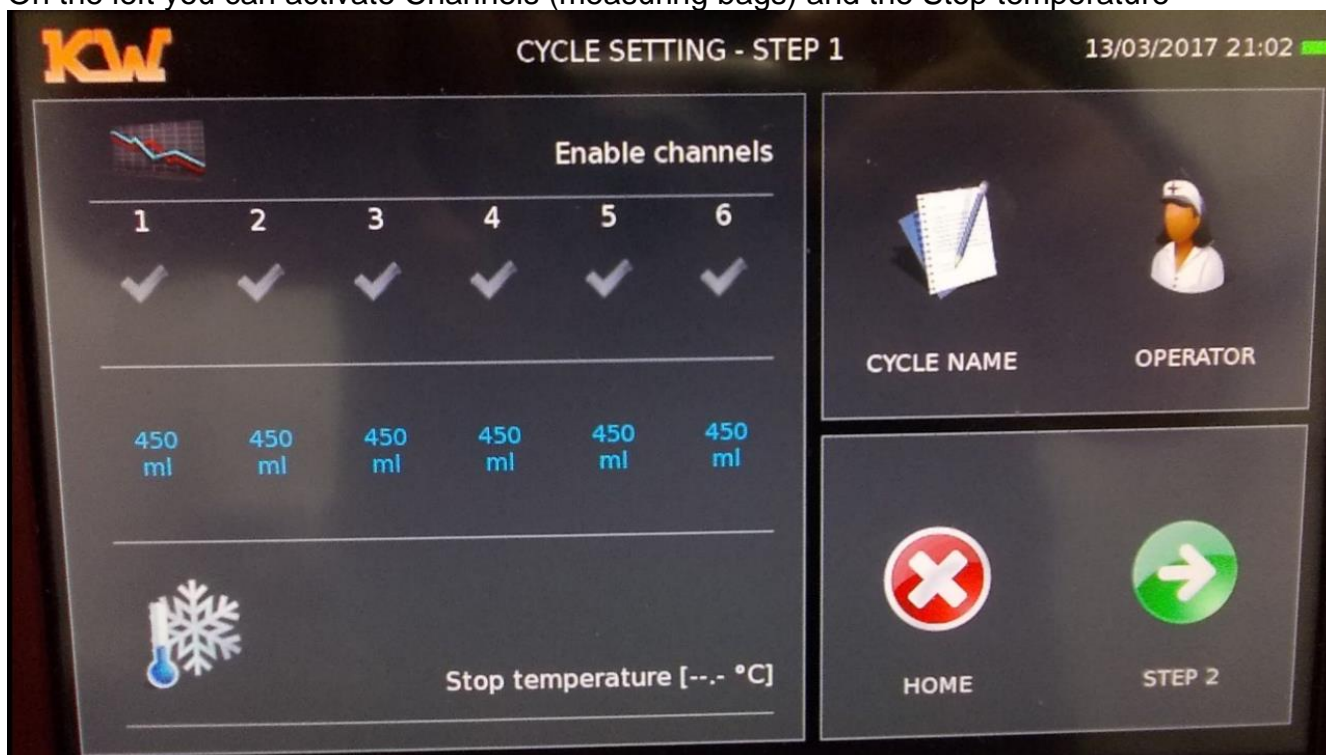 On the left you can activate Channels (measuring bags) and the Stop temperature
KW
CYCLE SETTING - STEP 1
13/03/2017 21:02
Enable channels
1 2 3 4 5 6
450 450 450 450 450 450
ml ml ml ml ml ml
Stop temperature [--.- °C]
CYCLE NAME
OPERATOR
HOME
STEP 2